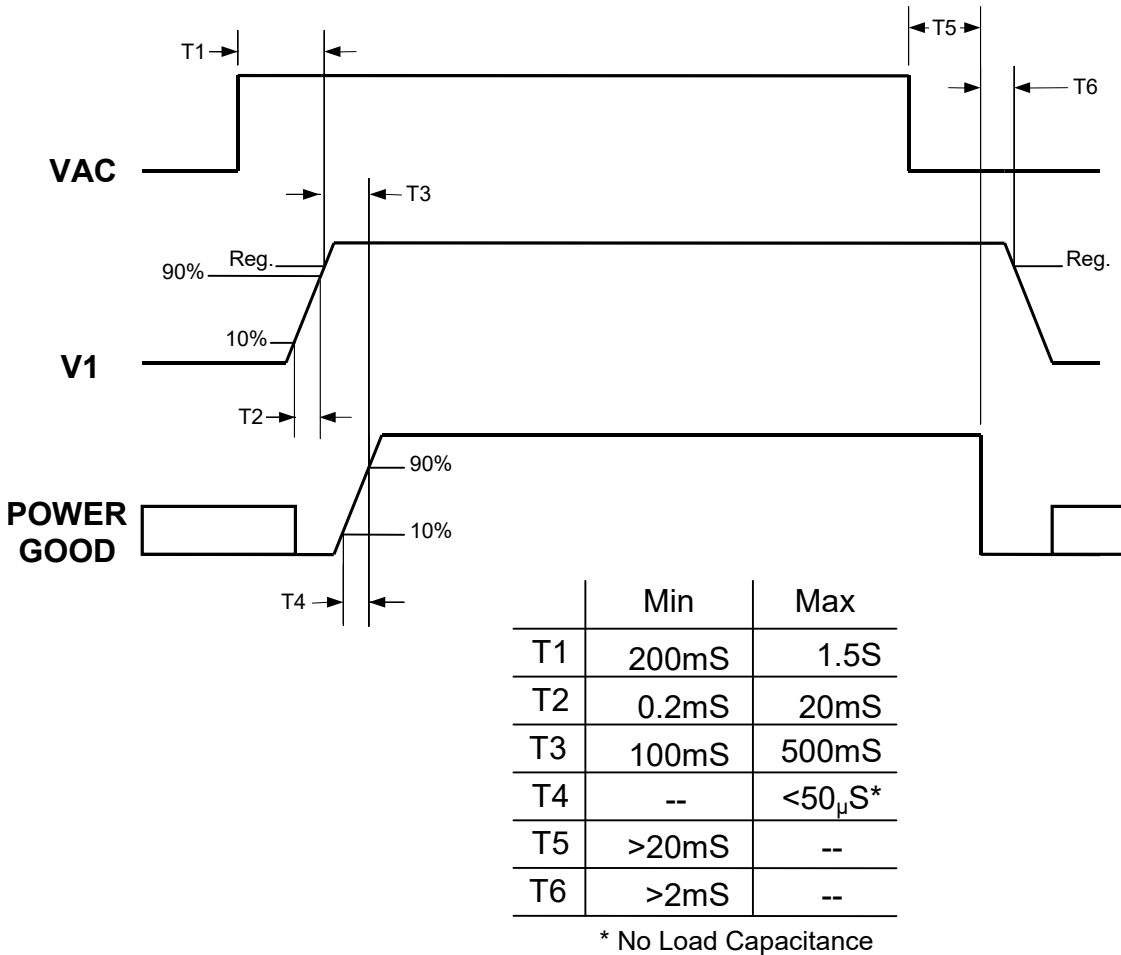 T5
T1
T6
VAC
T3
Reg.
90%
Reg.
10%
V1
T2
90%
POWER
GOOD
10%
T4
Min Max
T1 200mS 1.5S
T2 0.2mS 20mS
T3 100mS 500mS
T4 -- <50µS*
T5 >20mS --
T6 >2mS --
* No Load Capacitance